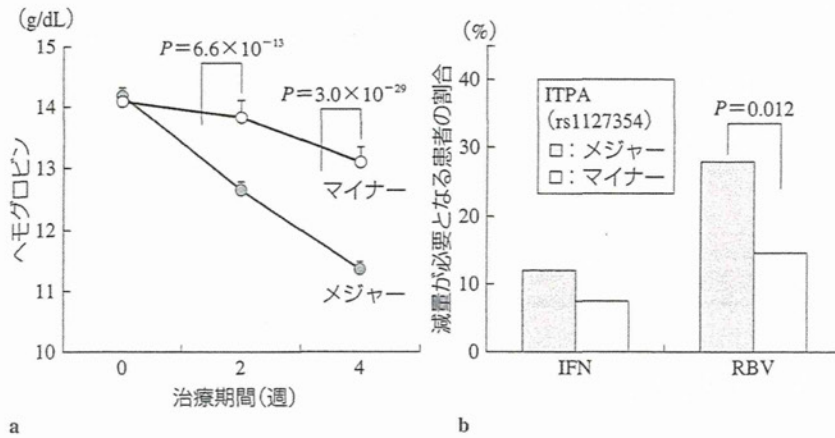 (g/dL)
15
14
13
12
11
10
ヘモグロビン
P=6.6×10⁻¹³
P=3.0×10⁻²⁹
マイナー
メジャー
0
2
4
治療期間(週)
a
(%)
40
30
20
10
0
減量が必要となる患者の割合
ITPA
(rs1127354)
□：メジャー
□：マイナー
P=0.012
IFN
RBV
b